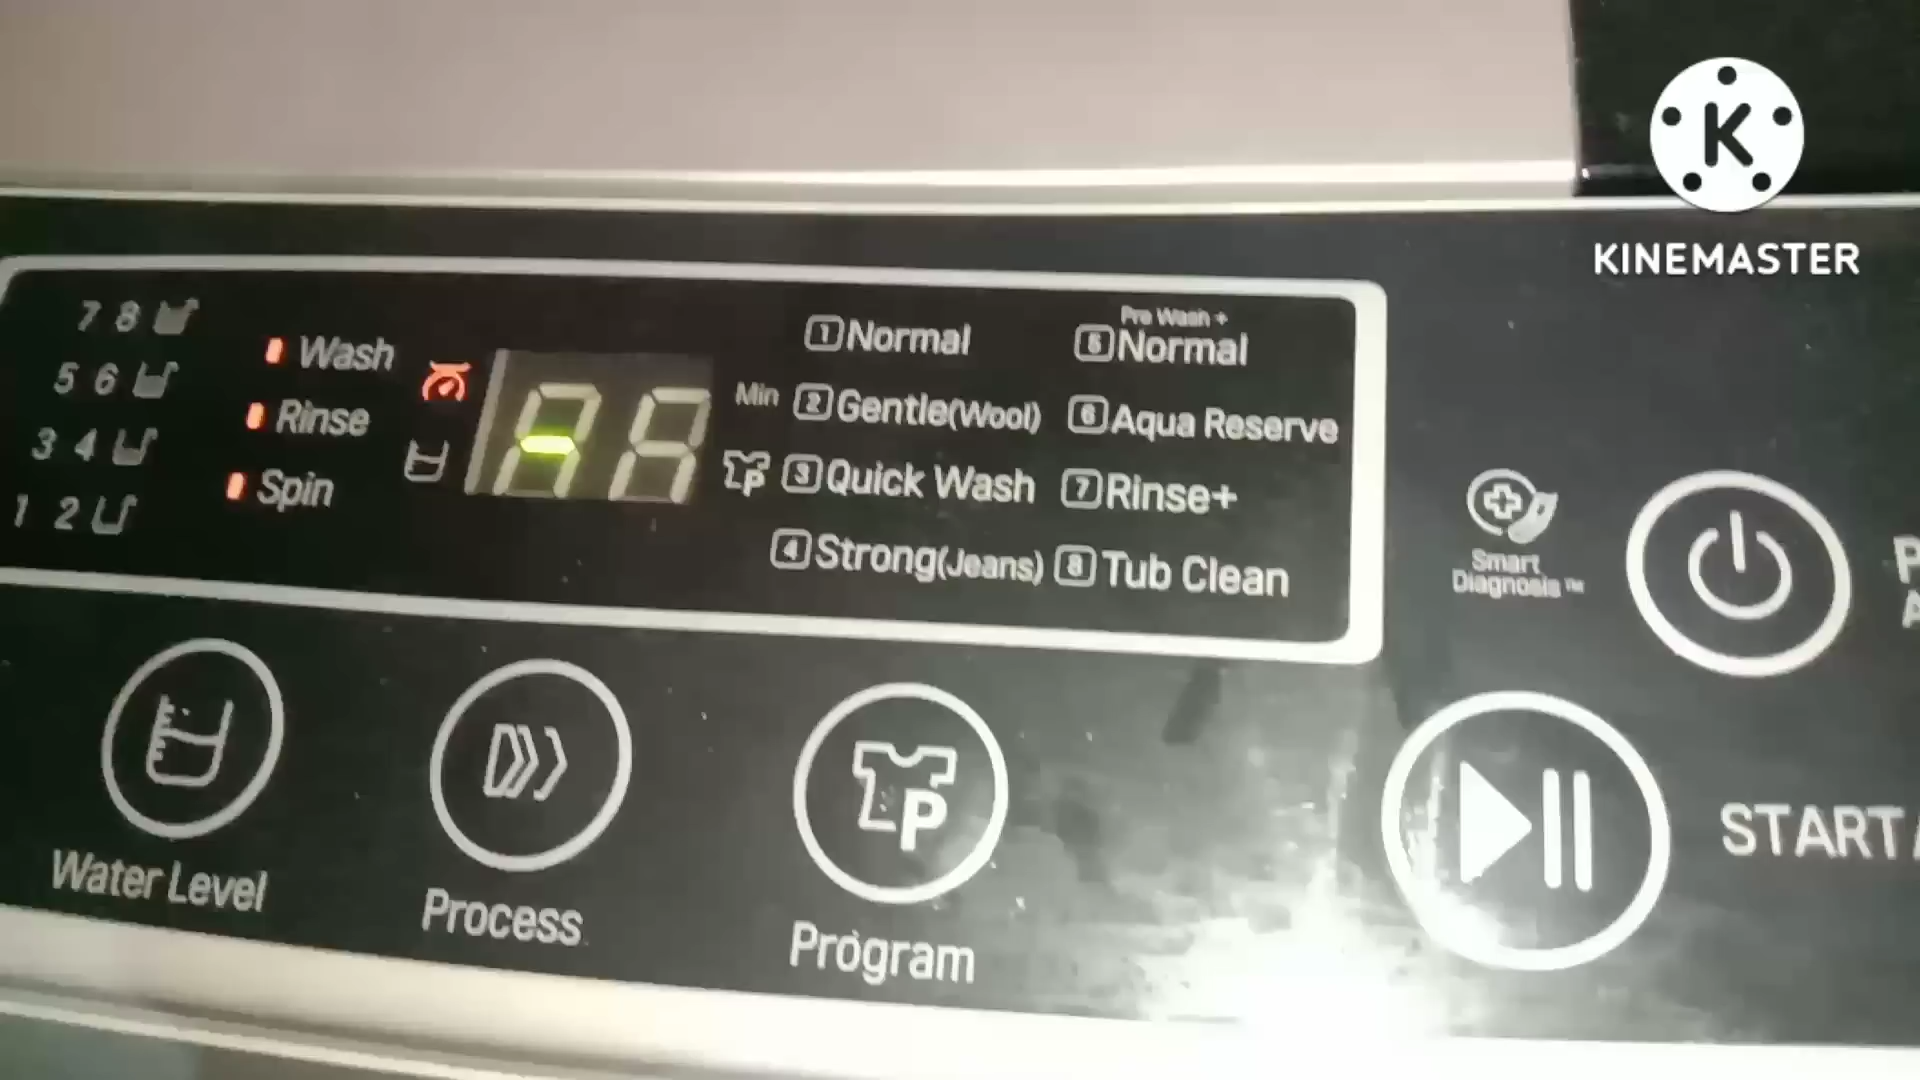 K
KINEMASTER
7 8
5 6
3 4
1 2
Wash
Rinse
Spin
-
Min
P
1 Normal
2 Gentle(Wool)
3 Quick Wash
4 Strong(Jeans)
Pre Wash +
5 Normal
6 Aqua Reserve
7 Rinse+
8 Tub Clean
Smart
Diagnosis™
Water Level
Process
P
Program
START/